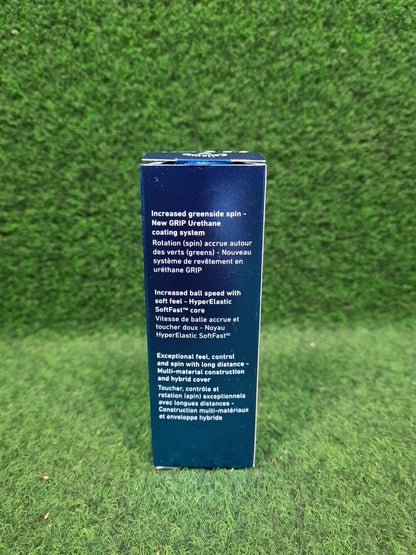 Increased greenside spin -
New GRIP Urethane
coating system
Rotation (spin) accrue autour
des verts (greens) - Nouveau
système de revêtement en
uréthane GRIP
Increased ball speed with
soft feel - HyperElastic
SoftFast™ core
Vitesse de balle accrue et
toucher doux - Noyau
HyperElastic SoftFastᴹᶜ
Exceptional feel, control
and spin with long distance -
Multi-material construction
and hybrid cover
Toucher, contrôle et
rotation (spin) exceptionnels
avec longues distances -
Construction multi-matériaux
et enveloppe hybride